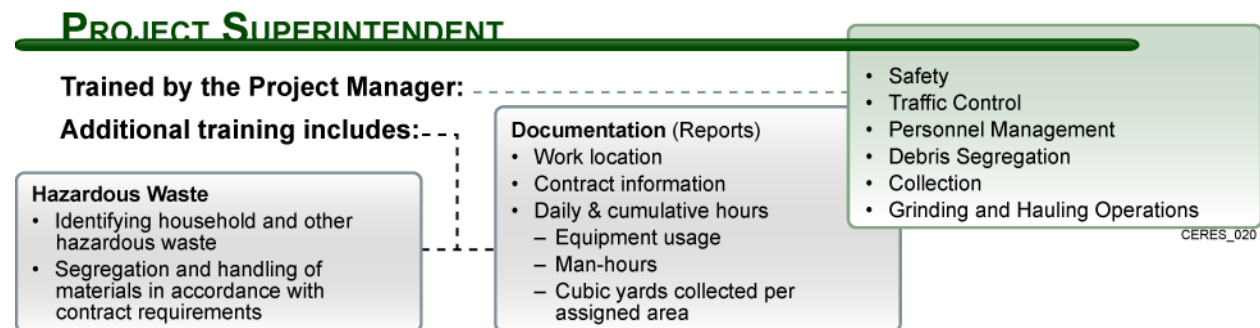 PROJECT SUPERINTENDENT
Trained by the Project Manager:
• Safety
• Traffic Control
• Personnel Management
• Debris Segregation
• Collection
• Grinding and Hauling Operations
CERES_020
Additional training includes:
Hazardous Waste
• Identifying household and other
hazardous waste
• Segregation and handling of
materials in accordance with
contract requirements
Documentation (Reports)
• Work location
• Contract information
• Daily & cumulative hours
– Equipment usage
– Man-hours
– Cubic yards collected per
assigned area